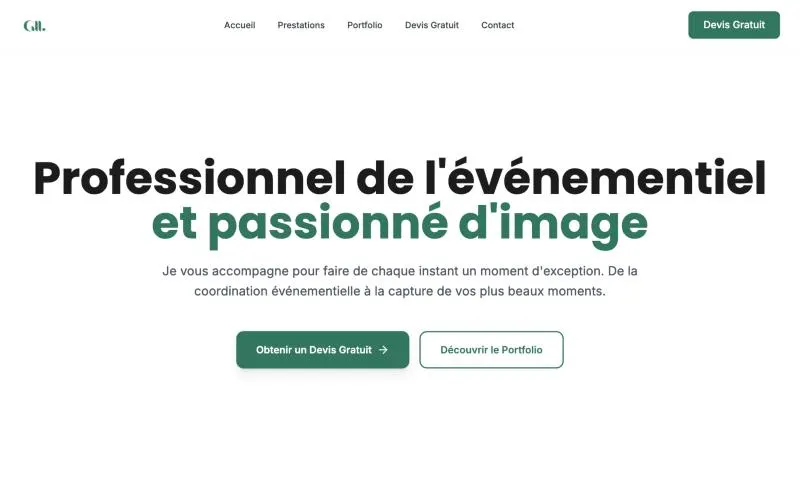 Gll.
Accueil Prestations Portfolio Devis Gratuit Contact Devis Gratuit
Professionnel de l'événementiel
et passionné d'image
Je vous accompagne pour faire de chaque instant un moment d'exception. De la
coordination événementielle à la capture de vos plus beaux moments.
Obtenir un Devis Gratuit → Découvrir le Portfolio